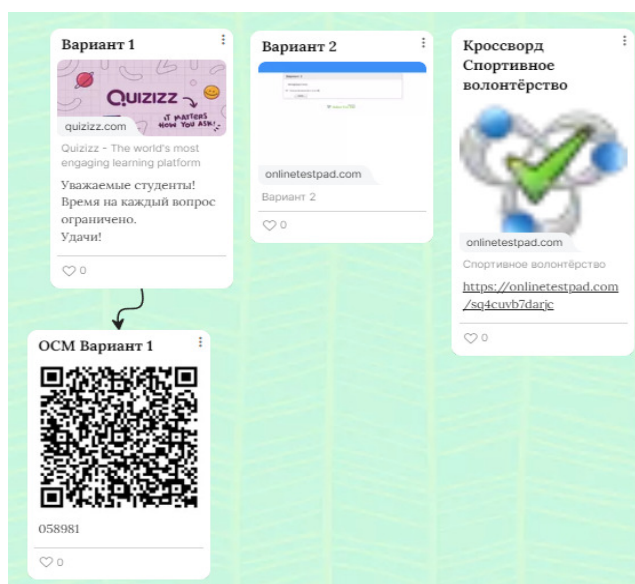 Вариант 1
QUIZIZZ
IT MATTERS
HOW YOU ASK!
quizizz.com
Quizizz - The world's most
engaging learning platform
Уважаемые студенты!
Время на каждый вопрос
ограничено.
Удачи!
0
ОСМ Вариант 1
058981
0
Вариант 2
onlinetestpad.com
Вариант 2
0
Кроссворд
Спортивное
волонтёрство
onlinetestpad.com
Спортивное волонтёрство
https://onlinetestpad.com
/sq4cuvb7darjc
0